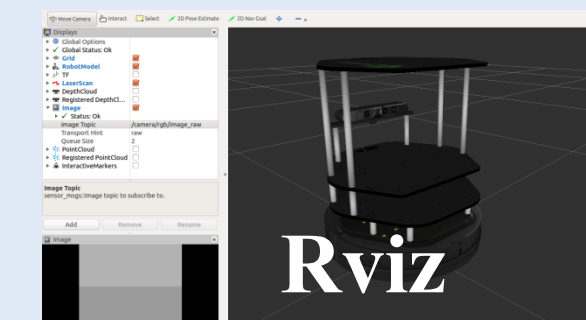 Move Camera Interact Select 2D Pose Estimate 2D Nav Goal
Displays
Global Options
Global Status: Ok
Grid
RobotModel
TF
LaserScan
DepthCloud
Registered DepthCl...
Image
Status: Ok
Image Topic /camera/rgb/image_raw
Transport Hint raw
Queue Size 2
PointCloud
Registered PointCloud
InteractiveMarkers
Image Topic
sensor_msgs::Image topic to subscribe to.
Add Remove Rename
Image
Rviz